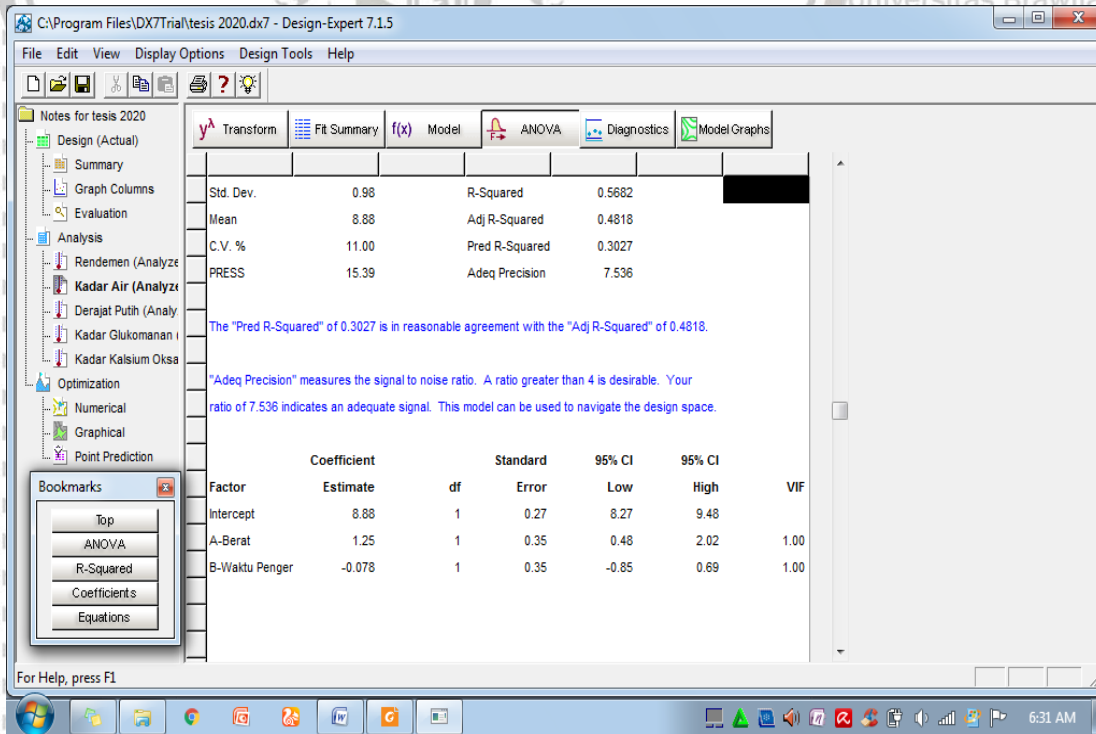 Universitas Brawija
C:\Program Files\DX7Trial\tesis 2020.dx7 - Design-Expert 7.1.5
File Edit View Display Options Design Tools Help
Notes for tesis 2020
Design (Actual)
Summary
Graph Columns
Evaluation
Analysis
Rendemen (Analyze
Kadar Air (Analyze
Derajat Putih (Analy
Kadar Glukomanan (
Kadar Kalsium Oksa
Optimization
Numerical
Graphical
Point Prediction
Bookmarks
Top
ANOVA
R-Squared
Coefficients
Equations
yλ Transform Fit Summary f(x) Model ANOVA Diagnostics Model Graphs
Std. Dev. 0.98 R-Squared 0.5682
Mean 8.88 Adj R-Squared 0.4818
C.V. % 11.00 Pred R-Squared 0.3027
PRESS 15.39 Adeq Precision 7.536
The "Pred R-Squared" of 0.3027 is in reasonable agreement with the "Adj R-Squared" of 0.4818.
"Adeq Precision" measures the signal to noise ratio. A ratio greater than 4 is desirable. Your
ratio of 7.536 indicates an adequate signal. This model can be used to navigate the design space.
Coefficient Standard 95% CI 95% CI
Factor Estimate df Error Low High VIF
Intercept 8.88 1 0.27 8.27 9.48
A-Berat 1.25 1 0.35 0.48 2.02 1.00
B-Waktu Penger -0.078 1 0.35 -0.85 0.69 1.00
For Help, press F1
6:31 AM